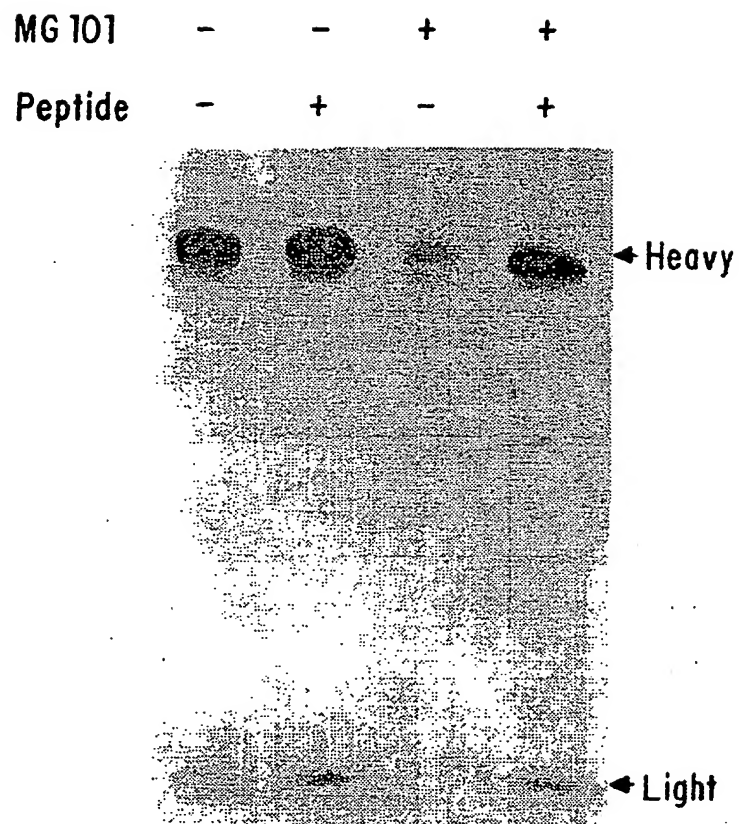 MG 101 - - + +
Peptide - + - +
Heavy
Light